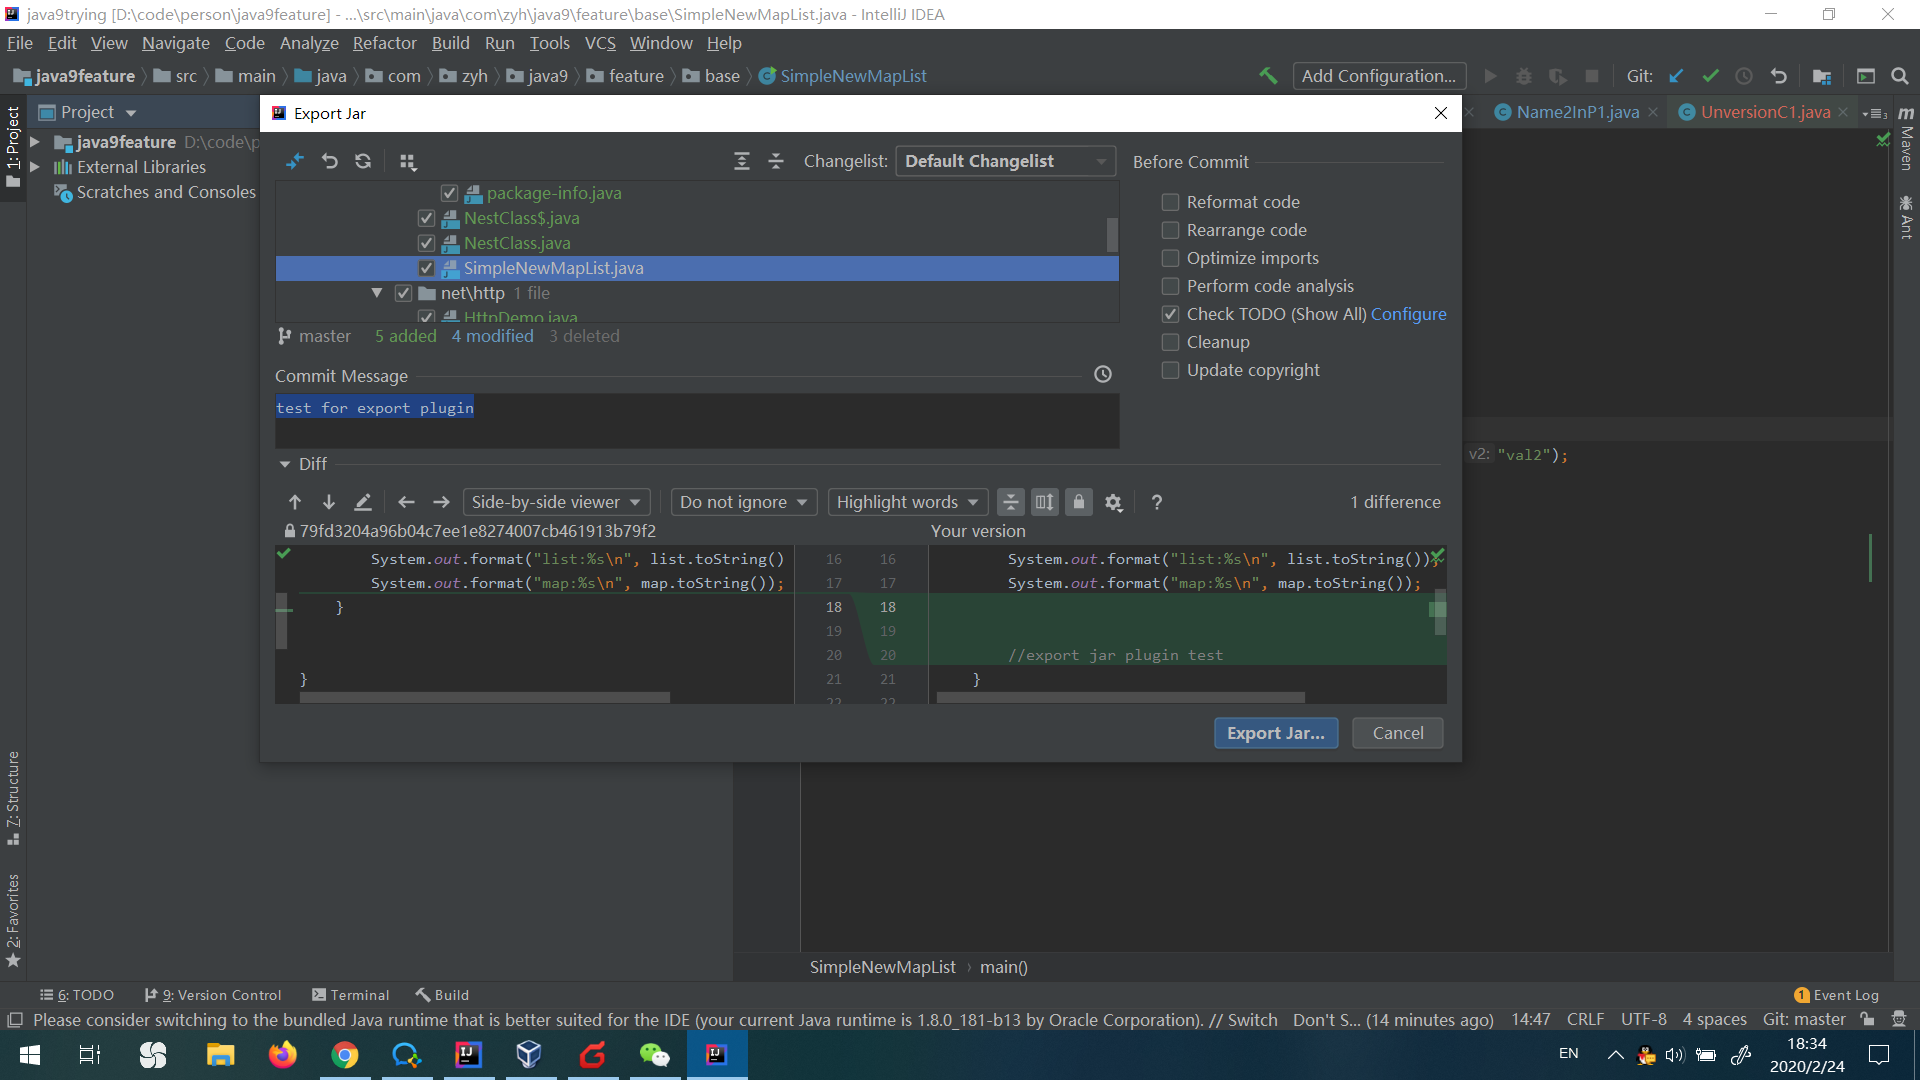 java9trying [D:\code\person\java9feature] - ...\src\main\java\com\zyh\java9\feature\base\SimpleNewMapList.java - IntelliJ IDEA
File Edit View Navigate Code Analyze Refactor Build Run Tools VCS Window Help
java9feature src main java com zyh java9 feature base SimpleNewMapList Add Configuration... Git:
1: Project
Project
Export Jar
Name2InP1.java UnversionC1.java
3
m Maven
Ant
java9feature D:\code\p
External Libraries
Scratches and Consoles
Changelist: Default Changelist
Before Commit
package-info.java
NestClass$.java
NestClass.java
SimpleNewMapList.java
net\http 1 file
HttpDemo.java
master 5 added 4 modified 3 deleted
Reformat code
Rearrange code
Optimize imports
Perform code analysis
Check TODO (Show All) Configure
Cleanup
Update copyright
Commit Message
test for export plugin
v2: "val2");
Diff
Side-by-side viewer Do not ignore Highlight words ? 1 difference
79fd3204a96b04c7ee1e8274007cb461913b79f2 Your version
System.out.format("list:%s\n", list.toString() 16 16 System.out.format("list:%s\n", list.toString());
System.out.format("map:%s\n", map.toString()); 17 17 System.out.format("map:%s\n", map.toString());
} 18 18
19 19
20 20 //export jar plugin test
} 21 21 }
22 22
Export Jar... Cancel
7: Structure
2: Favorites
SimpleNewMapList main()
6: TODO 9: Version Control Terminal Build 1 Event Log
Please consider switching to the bundled Java runtime that is better suited for the IDE (your current Java runtime is 1.8.0_181-b13 by Oracle Corporation). // Switch Don't S... (14 minutes ago) 14:47 CRLF UTF-8 4 spaces Git: master
EN
18:34
2020/2/24